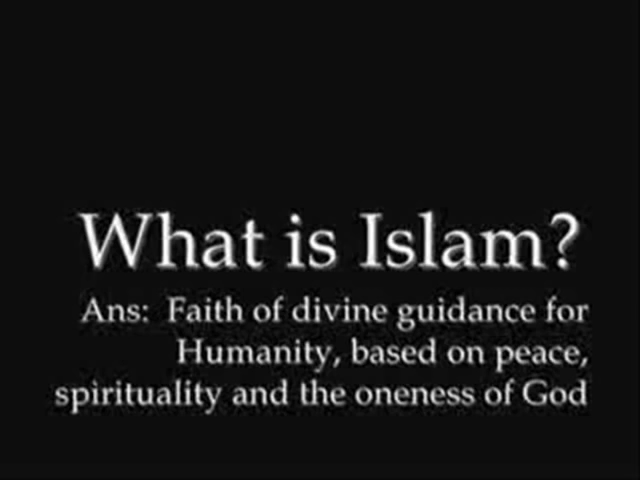 What is Islam?
Ans: Faith of divine guidance for
Humanity, based on peace,
spirituality and the oneness of God